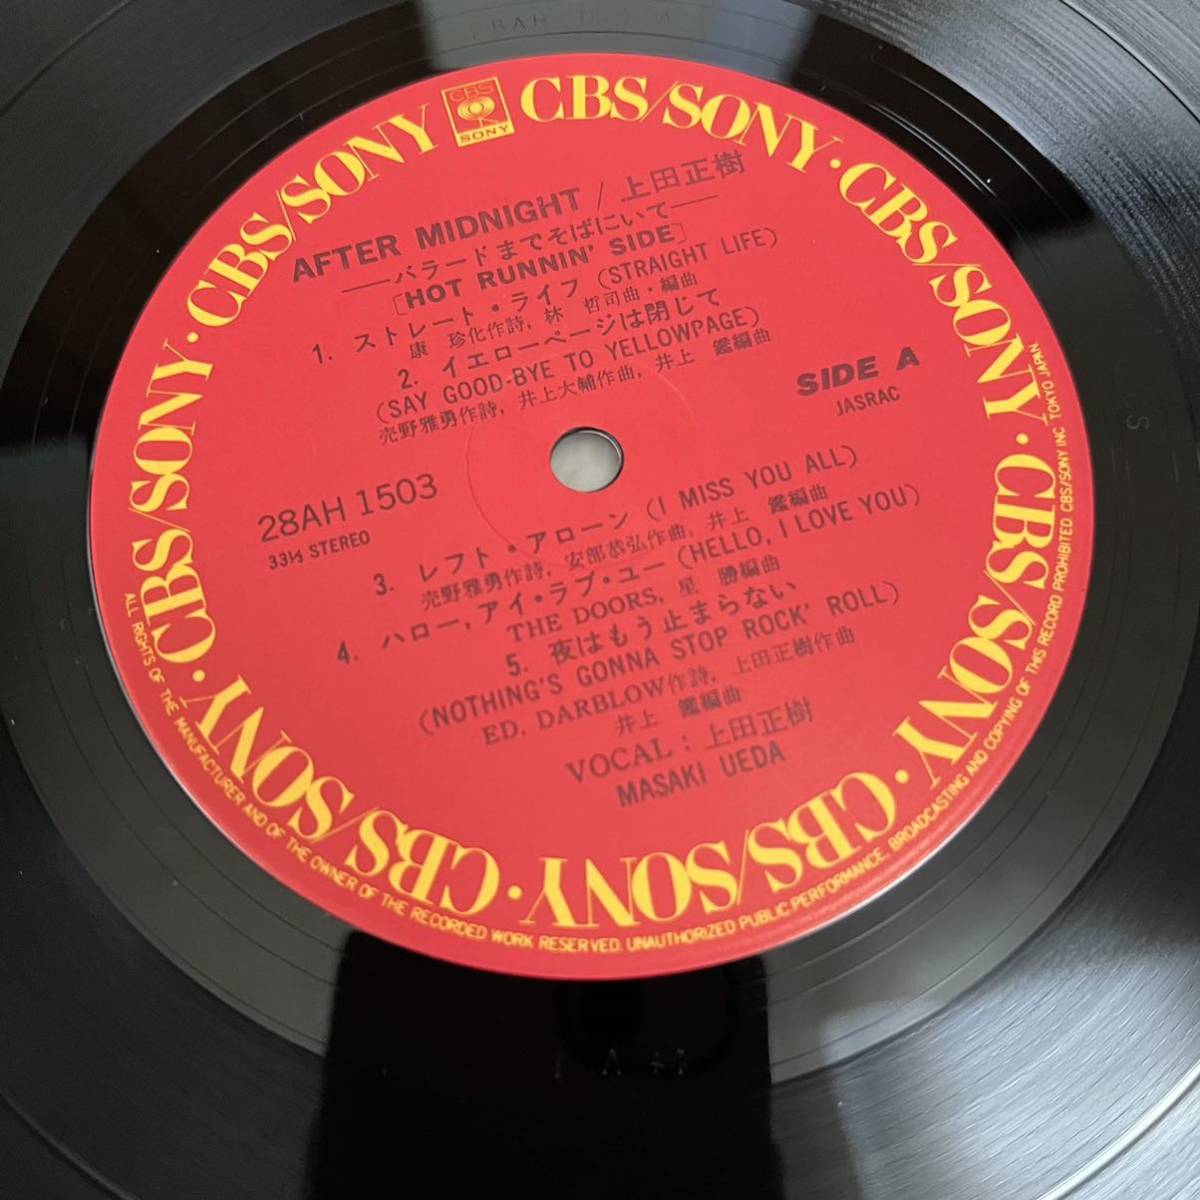 CBS
SONY
CBS/SONY · CBS/SONY · CBS/SONY · CBS/SONY · CBS/SONY · CBS/SONY · CBS/SONY · CBS/SONY · CBS/SONY · CBS/SONY
AFTER MIDNIGHT / 上田正樹
——バラードまでそばにいて——
[HOT RUNNIN' SIDE]
1. ストレート・ライフ (STRAIGHT LIFE)
康 珍化作詩, 林 哲司曲・編曲
2. イエローページは閉じて
(SAY GOOD-BYE TO YELLOWPAGE)
売野雅勇作詩, 井上大輔作曲, 井上 鑑編曲
SIDE A
JASRAC
28AH 1503
33⅓ STEREO
3. レフト・アローン (I MISS YOU ALL)
売野雅勇作詩, 安部恭弘作曲, 井上 鑑編曲
4. ハロー, アイ・ラブ・ユー (HELLO, I LOVE YOU)
THE DOORS, 星 勝編曲
5. 夜はもう止まらない
(NOTHING'S GONNA STOP ROCK' ROLL)
ED. DARBLOW作詩, 上田正樹作曲
井上 鑑編曲
VOCAL : 上田正樹
MASAKI UEDA
ALL RIGHTS OF THE MANUFACTURER AND OF THE OWNER OF THE RECORDED WORK RESERVED. UNAUTHORIZED PUBLIC PERFORMANCE, BROADCASTING AND COPYING OF THIS RECORD PROHIBITED CBS/SONY INC. TOKYO JAPAN